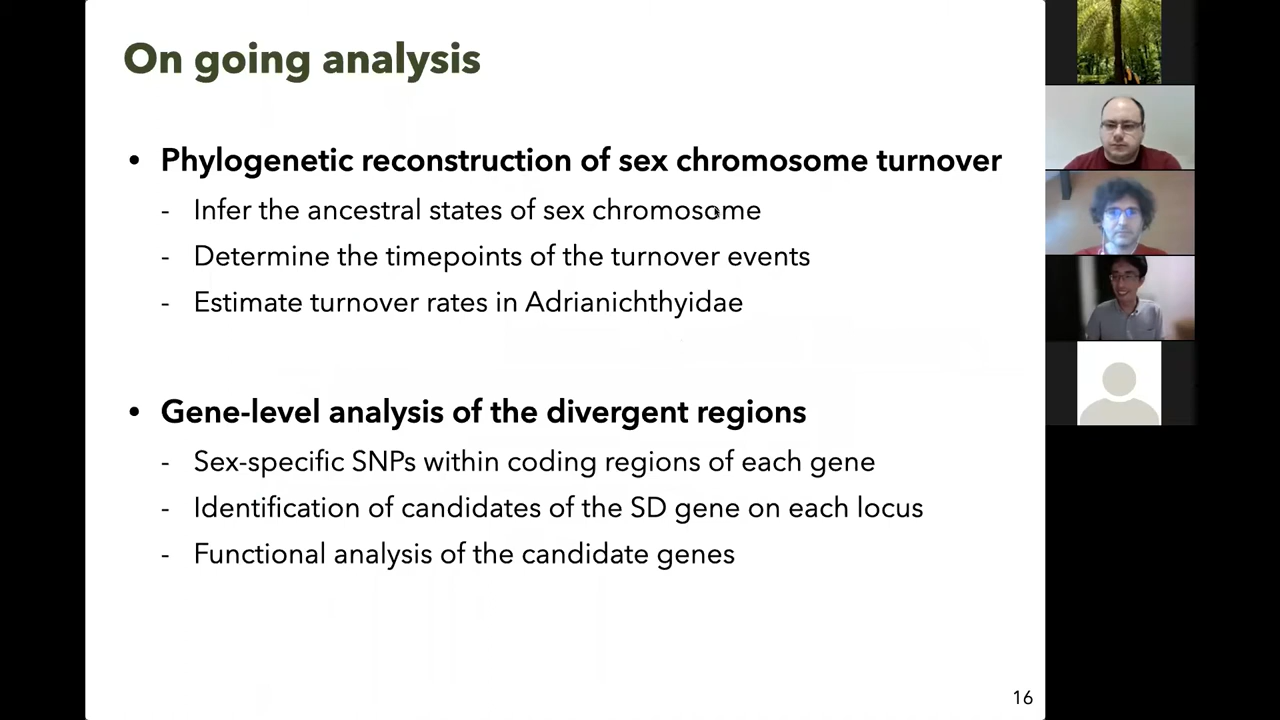 On going analysis
• Phylogenetic reconstruction of sex chromosome turnover
- Infer the ancestral states of sex chromosome
- Determine the timepoints of the turnover events
- Estimate turnover rates in Adrianichthyidae
• Gene-level analysis of the divergent regions
- Sex-specific SNPs within coding regions of each gene
- Identification of candidates of the SD gene on each locus
- Functional analysis of the candidate genes
16